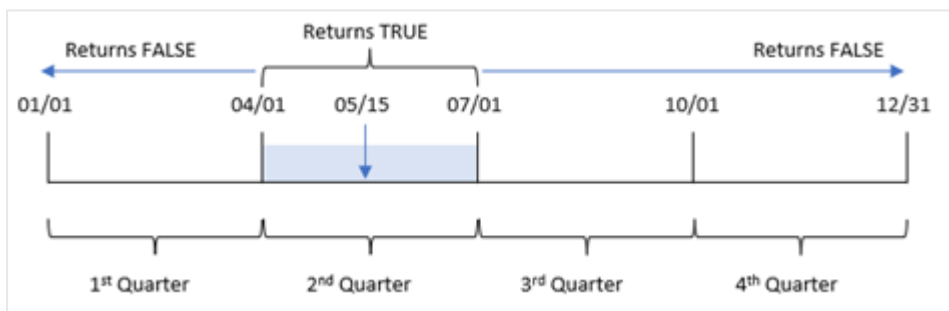 Returns TRUE
Returns FALSE
Returns FALSE
01/01
04/01
05/15
07/01
10/01
12/31
1st Quarter
2nd Quarter
3rd Quarter
4th Quarter